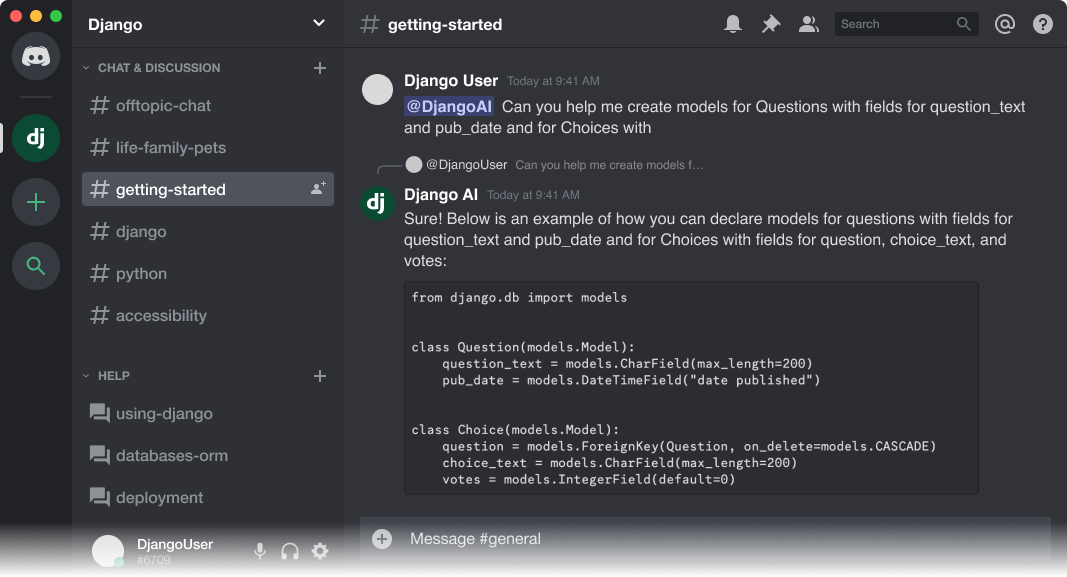 Django
CHAT & DISCUSSION
offtopic-chat
life-family-pets
getting-started
django
python
accessibility
HELP
using-django
databases-orm
deployment
DjangoUser
#6709
dj
getting-started
Search
Django User Today at 9:41 AM
@DjangoAI Can you help me create models for Questions with fields for question_text
and pub_date and for Choices with
@DjangoUser Can you help me create models f…
dj
Django AI Today at 9:41 AM
Sure! Below is an example of how you can declare models for questions with fields for
question_text and pub_date and for Choices with fields for question, choice_text, and
votes:
from django.db import models
class Question(models.Model):
question_text = models.CharField(max_length=200)
pub_date = models.DateTimeField("date published")
class Choice(models.Model):
question = models.ForeignKey(Question, on_delete=models.CASCADE)
choice_text = models.CharField(max_length=200)
votes = models.IntegerField(default=0)
Message #general